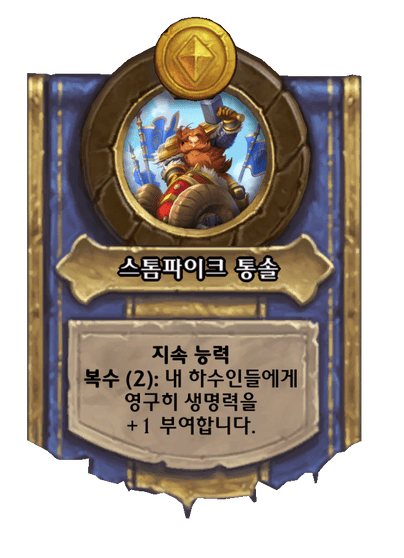 스톰파이크 통솔
지속 능력
복수 (2): 내 하수인들에게
영구히 생명력을
+1 부여합니다.